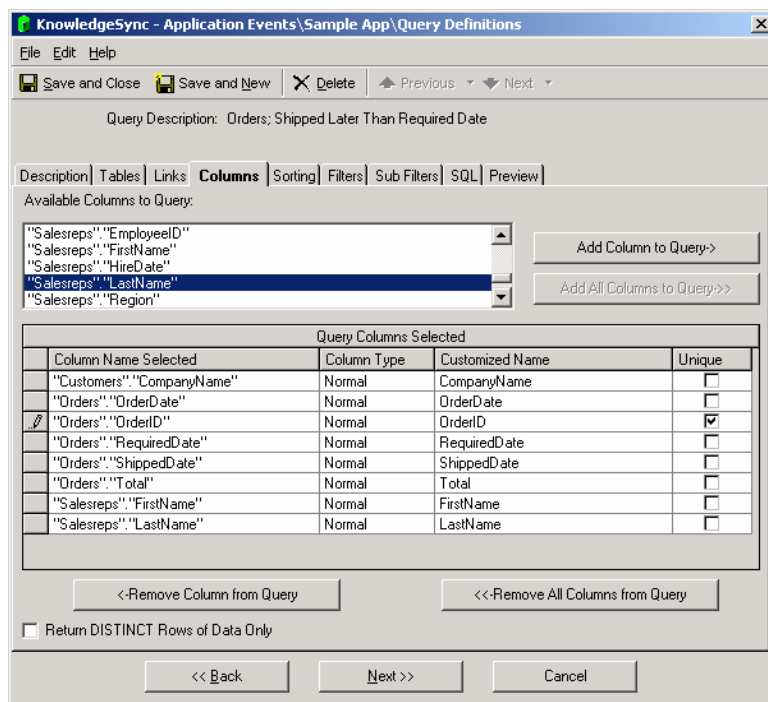 KnowledgeSync - Application Events\Sample App\Query Definitions
File Edit Help
Save and Close Save and New Delete Previous Next
Query Description: Orders; Shipped Later Than Required Date
Description Tables Links Columns Sorting Filters Sub Filters SQL Preview
Available Columns to Query:
"Salesreps"."EmployeeID"
"Salesreps"."FirstName"
"Salesreps"."HireDate"
"Salesreps"."LastName"
"Salesreps"."Region"
Add Column to Query->
Add All Columns to Query->>
Query Columns Selected
Column Name Selected Column Type Customized Name Unique
"Customers"."CompanyName" Normal CompanyName
"Orders"."OrderDate" Normal OrderDate
"Orders"."OrderID" Normal OrderID
"Orders"."RequiredDate" Normal RequiredDate
"Orders"."ShippedDate" Normal ShippedDate
"Orders"."Total" Normal Total
"Salesreps"."FirstName" Normal FirstName
"Salesreps"."LastName" Normal LastName
<-Remove Column from Query <<-Remove All Columns from Query
Return DISTINCT Rows of Data Only
<< Back Next >> Cancel